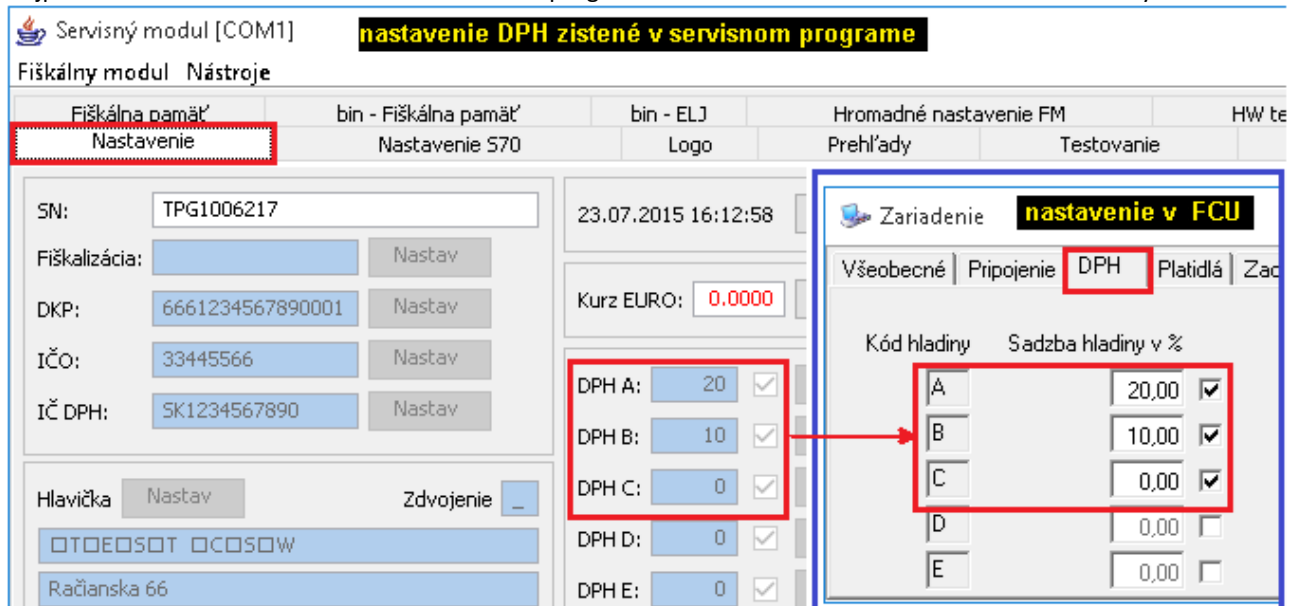 Servisný modul [COM1] nastavenie DPH zistené v servisnom programe
Fiškálny modul Nástroje
Fiškálna pamäť bin - Fiškálna pamäť bin - ELJ Hromadné nastavenie FM HW te
Nastavenie Nastavenie S70 Logo Prehľady Testovanie
SN: TPG1006217
Fiškalizácia: Nastav
DKP: 6661234567890001 Nastav
IČO: 33445566 Nastav
IČ DPH: SK1234567890 Nastav
Hlavička Nastav Zdvojenie _
□T□E□S□T □C□S□W
Račianska 66
23.07.2015 16:12:58
Kurz EURO: 0.0000
DPH A: 20
DPH B: 10
DPH C: 0
DPH D: 0
DPH E: 0
Zariadenie nastavenie v FCU
Všeobecné Pripojenie DPH Platidlá Zao
Kód hladiny Sadzba hladiny v %
A 20,00
B 10,00
C 0,00
D 0,00
E 0,00